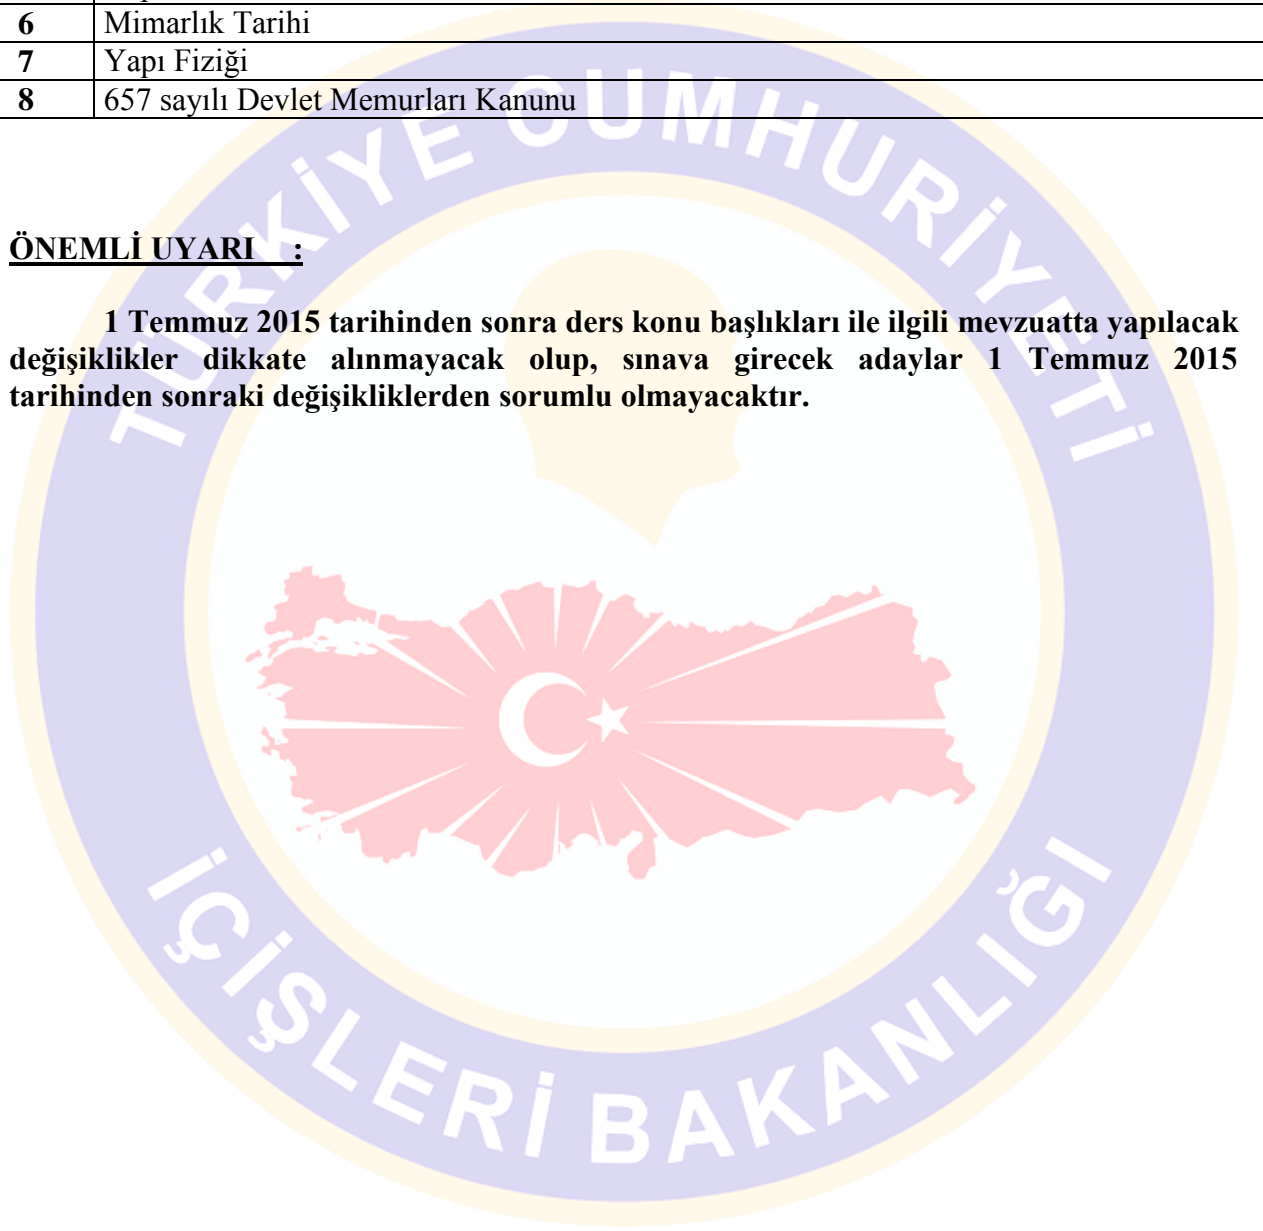 6 Mimarlık Tarihi
7 Yapı Fiziği
8 657 sayılı Devlet Memurları Kanunu
TÜRKİYE CUMHURİYETİ
ÖNEMLİ UYARI :
1 Temmuz 2015 tarihinden sonra ders konu başlıkları ile ilgili mevzuatta yapılacak
değişiklikler dikkate alınmayacak olup, sınava girecek adaylar 1 Temmuz 2015
tarihinden sonraki değişikliklerden sorumlu olmayacaktır.
İÇİŞLERİ BAKANLIĞI